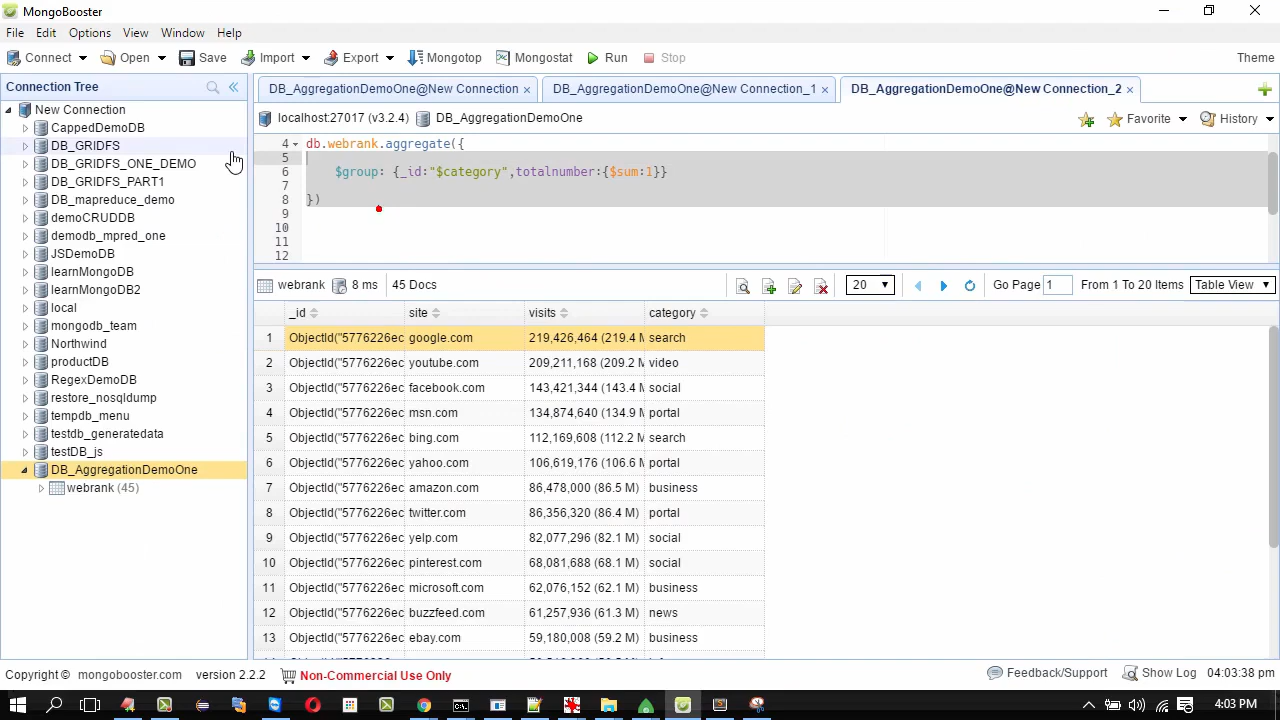 MongoBooster
File Edit Options View Window Help
Connect Open Save Import Export Mongotop Mongostat Run Stop Theme
Connection Tree
DB_AggregationDemoOne@New Connection × DB_AggregationDemoOne@New Connection_1 × DB_AggregationDemoOne@New Connection_2 ×
localhost:27017 (v3.2.4) DB_AggregationDemoOne Favorite History
New Connection
CappedDemoDB
DB_GRIDFS
DB_GRIDFS_ONE_DEMO
DB_GRIDFS_PART1
DB_mapreduce_demo
demoCRUDDB
demodb_mpred_one
JSDemoDB
learnMongoDB
learnMongoDB2
local
mongodb_team
Northwind
productDB
RegexDemoDB
restore_nosqldump
tempdb_menu
testdb_generatedata
testDB_js
DB_AggregationDemoOne
webrank (45)
4 db.webrank.aggregate({
5
6 $group: {_id:"$category",totalnumber:{$sum:1}}
7
8 })
9
10
11
12
webrank 8 ms 45 Docs 20 Go Page 1 From 1 To 20 Items Table View
_id site visits category
1 ObjectId("5776226ec google.com 219,426,464 (219.4 M search
2 ObjectId("5776226ec youtube.com 209,211,168 (209.2 M video
3 ObjectId("5776226ec facebook.com 143,421,344 (143.4 M social
4 ObjectId("5776226ec msn.com 134,874,640 (134.9 M portal
5 ObjectId("5776226ec bing.com 112,169,608 (112.2 M search
6 ObjectId("5776226ec yahoo.com 106,619,176 (106.6 M portal
7 ObjectId("5776226ec amazon.com 86,478,000 (86.5 M) business
8 ObjectId("5776226ec twitter.com 86,356,320 (86.4 M) portal
9 ObjectId("5776226ec yelp.com 82,077,296 (82.1 M) social
10 ObjectId("5776226ec pinterest.com 68,081,688 (68.1 M) social
11 ObjectId("5776226ec microsoft.com 62,076,152 (62.1 M) business
12 ObjectId("5776226ec buzzfeed.com 61,257,936 (61.3 M) news
13 ObjectId("5776226ec ebay.com 59,180,008 (59.2 M) business
Copyright © mongobooster.com version 2.2.2 Non-Commercial Use Only Feedback/Support Show Log 04:03:38 pm
4:03 PM